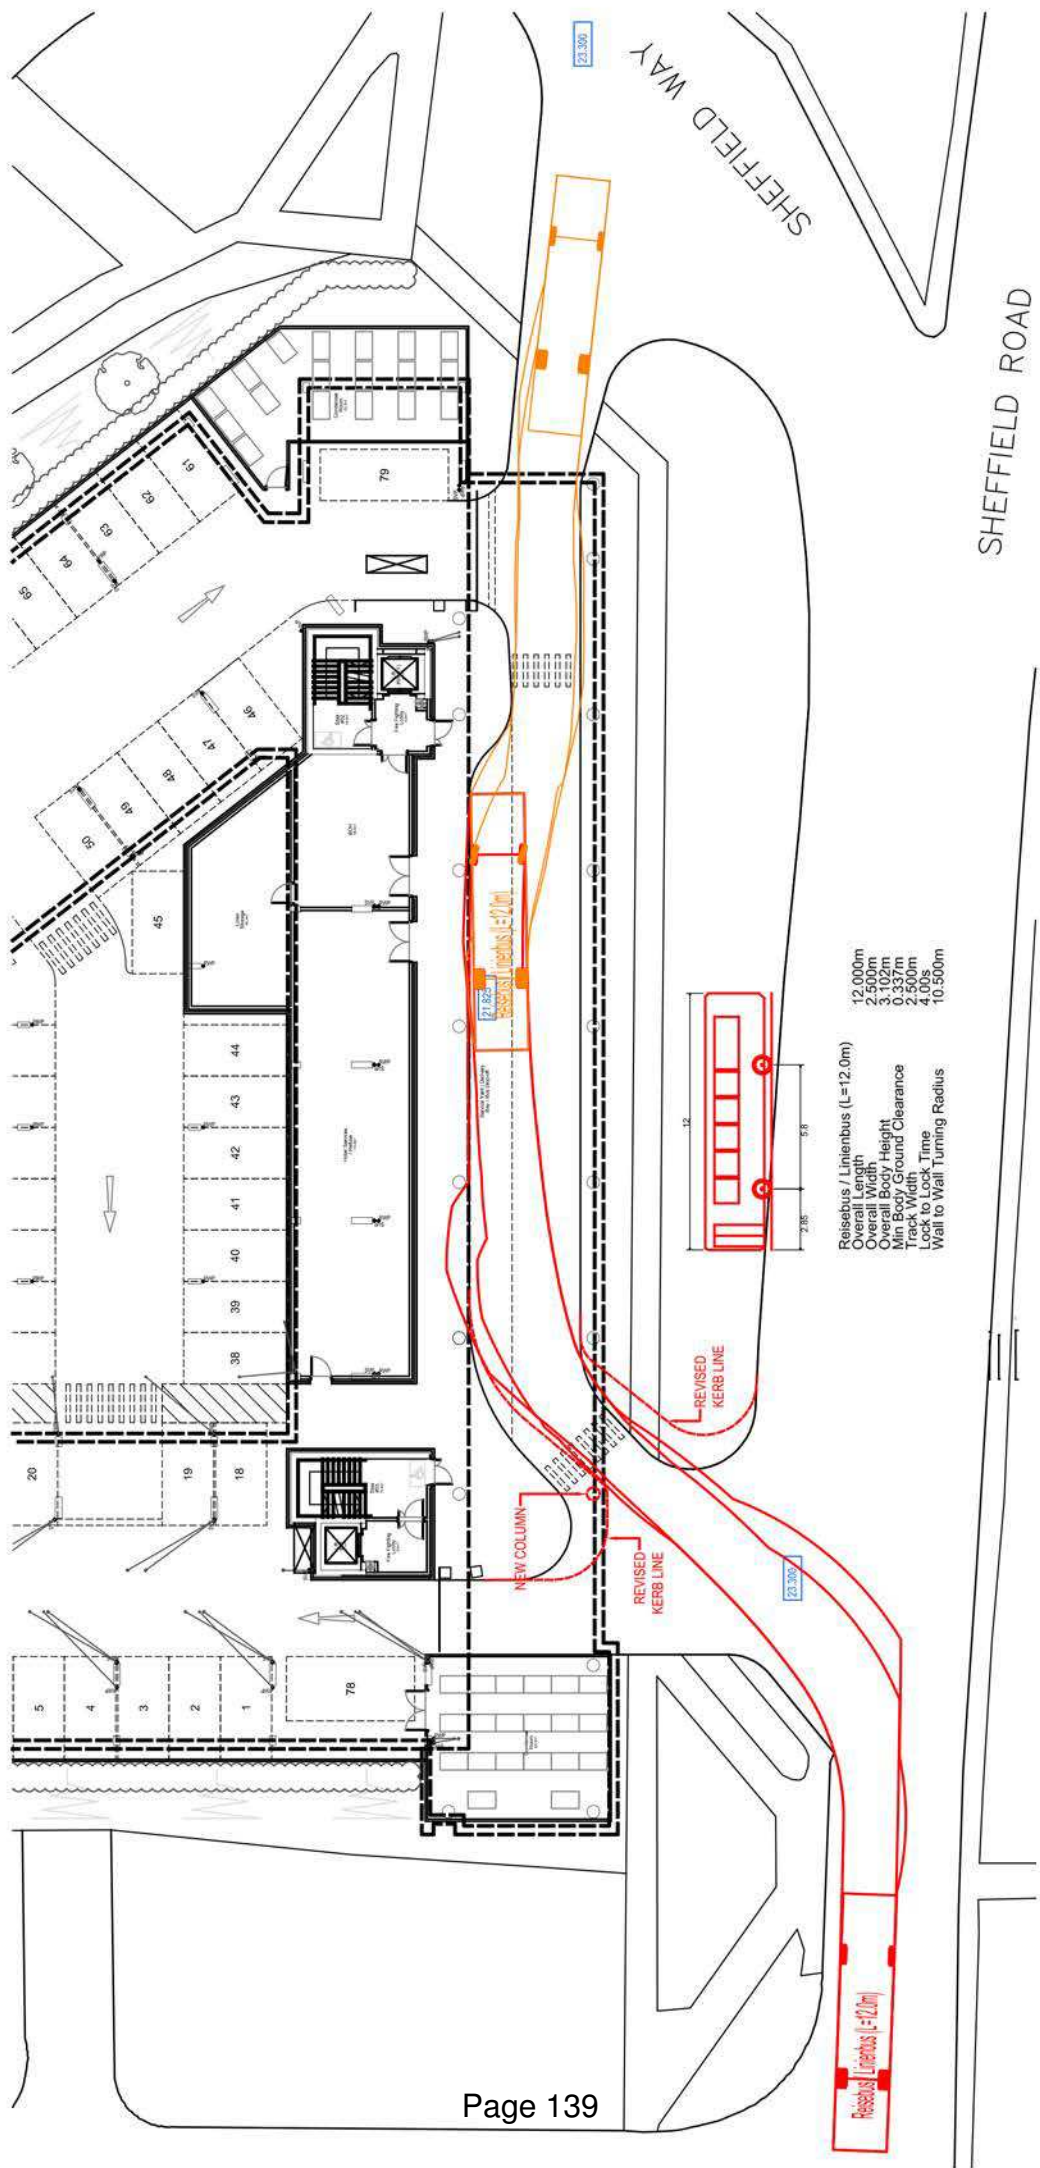 23.300
SHEFFIELD WAY
SHEFFIELD ROAD
61
62
63
64
65
79
46
47
48
49
50
45
44
43
42
41
40
39
38
20
19
18
5
4
3
2
1
78
21.825
Reisebus / Linienbus (L=12.0m)
12
5.8
2.85
Reisebus / Linienbus (L=12.0m)
Overall Length 12.000m
Overall Width 2.500m
Overall Body Height 3.102m
Min Body Ground Clearance 0.337m
Track Width 2.500m
Lock to Lock Time 4.00s
Wall to Wall Turning Radius 10.500m
REVISED
KERB LINE
NEW COLUMN
REVISED
KERB LINE
23.300
Reisebus / Linienbus (L=12.0m)
Page 139